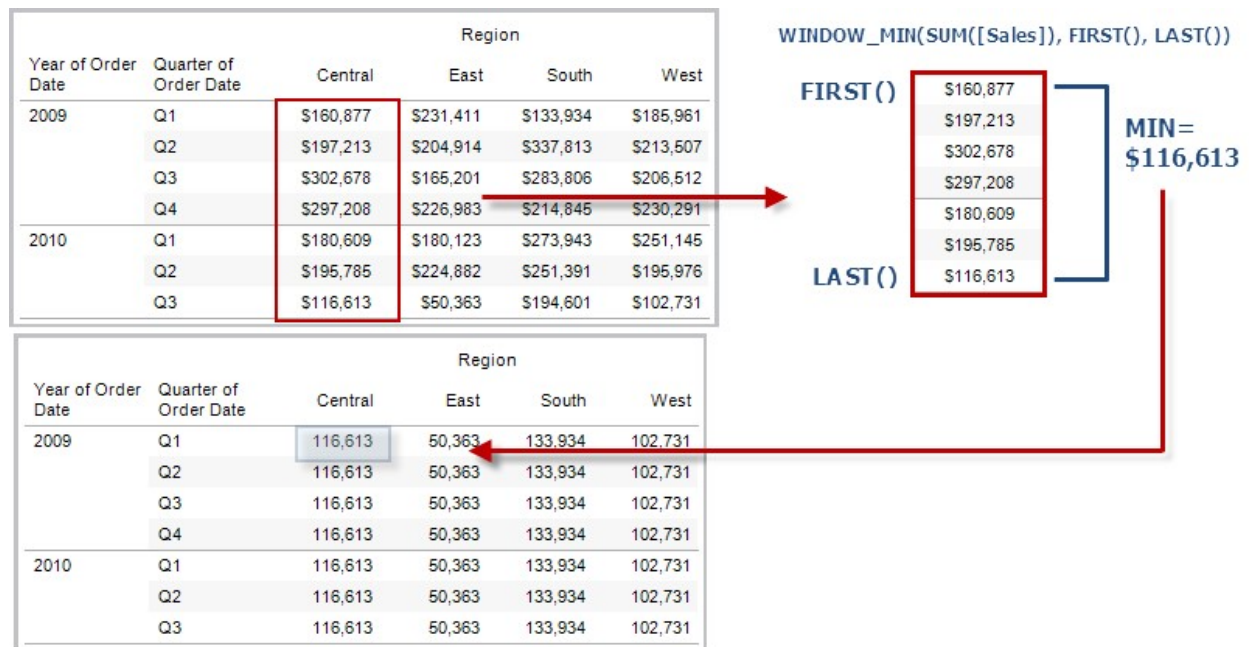 Region
Year of Order Date Quarter of Order Date Central East South West
2009 Q1 $160,877 $231,411 $133,934 $185,961
Q2 $197,213 $204,914 $337,813 $213,507
Q3 $302,678 $165,201 $283,806 $206,512
Q4 $297,208 $226,983 $214,845 $230,291
2010 Q1 $180,609 $180,123 $273,943 $251,145
Q2 $195,785 $224,882 $251,391 $195,976
Q3 $116,613 $50,363 $194,601 $102,731
WINDOW_MIN(SUM([Sales]), FIRST(), LAST())
FIRST() $160,877
$197,213
$302,678
$297,208
$180,609
$195,785
LAST() $116,613
MIN=
$116,613
Region
Year of Order Date Quarter of Order Date Central East South West
2009 Q1 116,613 50,363 133,934 102,731
Q2 116,613 50,363 133,934 102,731
Q3 116,613 50,363 133,934 102,731
Q4 116,613 50,363 133,934 102,731
2010 Q1 116,613 50,363 133,934 102,731
Q2 116,613 50,363 133,934 102,731
Q3 116,613 50,363 133,934 102,731